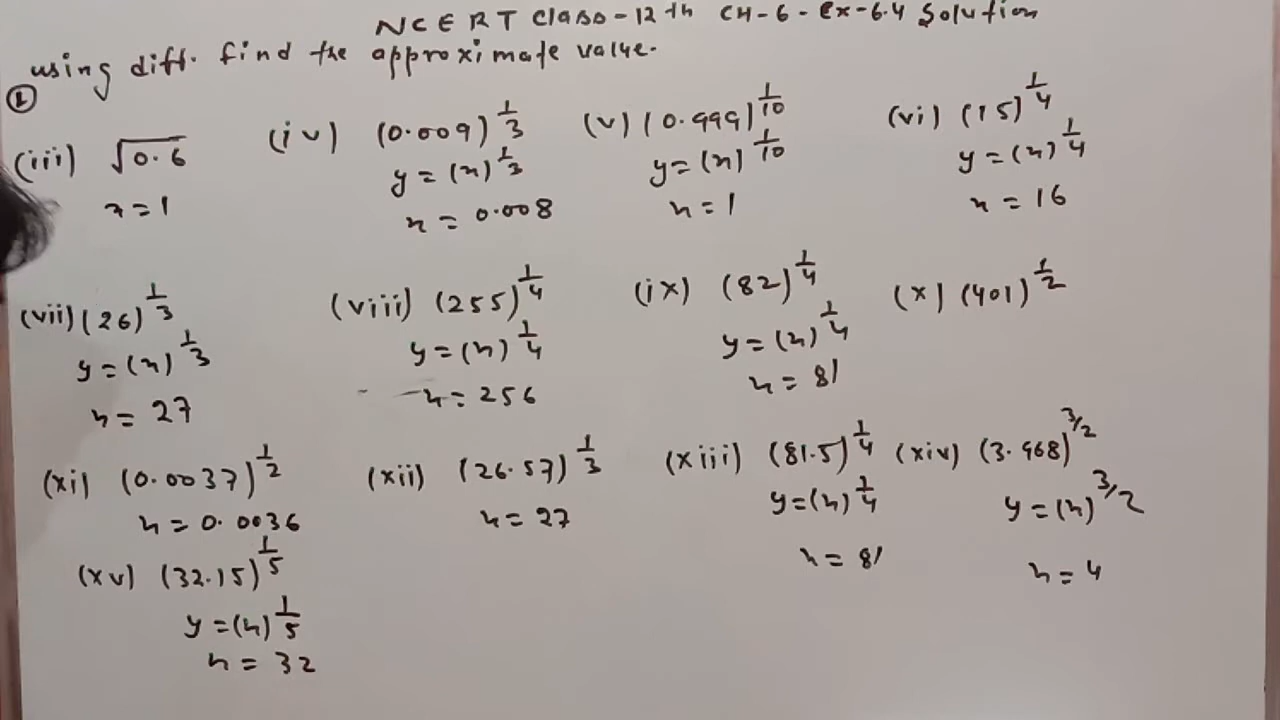 NCERT Class-12th CH-6-Ex-6.4 Solution
using diff. find the approximate value.
①
(iii) √0.6
x=1
(iv) (0.009)^1/3
y=(x)^1/3
x=0.008
(v) (0.999)^1/10
y=(x)^1/10
x=1
(vi) (15)^1/4
y=(x)^1/4
x=16
(vii) (26)^1/3
y=(x)^1/3
x=27
(viii) (255)^1/4
y=(x)^1/4
x=256
(ix) (82)^1/4
y=(x)^1/4
x=81
(x) (401)^1/2
(xi) (0.0037)^1/2
x=0.0036
(xii) (26.57)^1/3
x=27
(xiii) (81.5)^1/4
y=(x)^1/4
x=81
(xiv) (3.968)^3/2
y=(x)^3/2
x=4
(xv) (32.15)^1/5
y=(x)^1/5
x=32